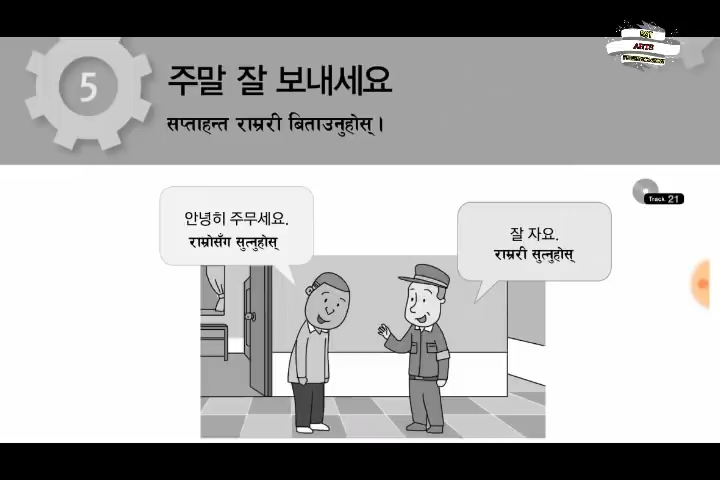 ARTS
5
주말 잘 보내세요
सप्ताहन्त राम्ररी बिताउनुहोस् ।
Track 21
안녕히 주무세요.
राम्रोसँग सुत्नुहोस्
잘 자요.
राम्ररी सुत्नुहोस्